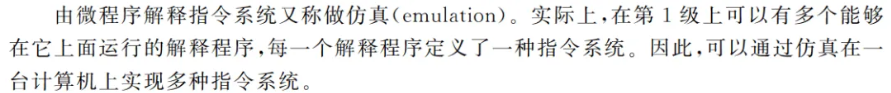 由微程序解释指令系统又称做仿真(emulation)。实际上,在第 1 级上可以有多个能够
在它上面运行的解释程序,每一个解释程序定义了一种指令系统。因此,可以通过仿真在一
台计算机上实现多种指令系统。